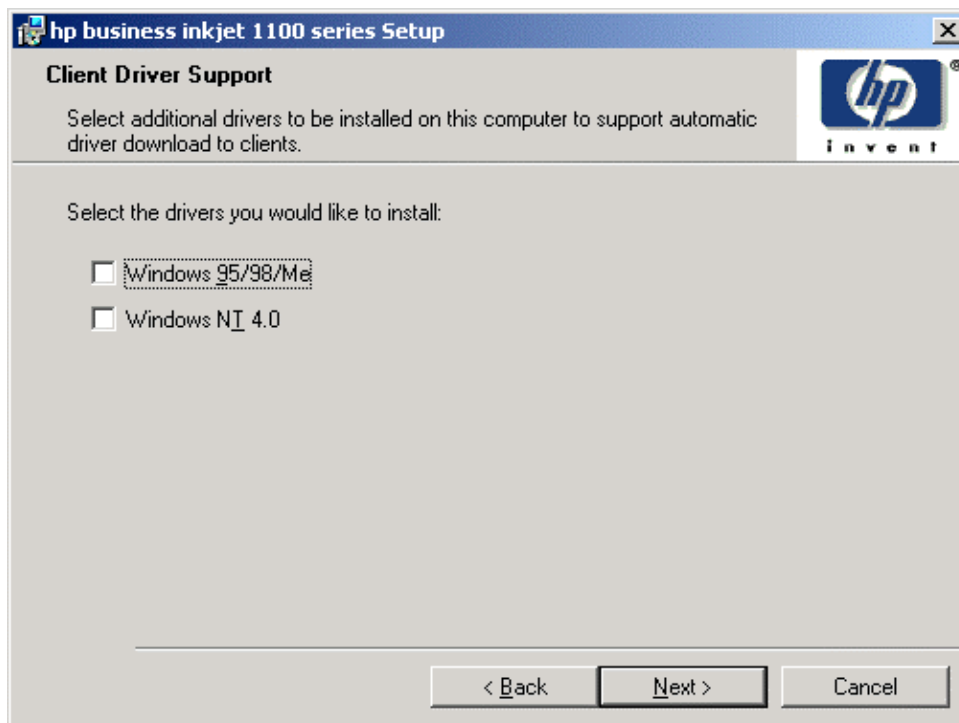 hp business inkjet 1100 series Setup
Client Driver Support
Select additional drivers to be installed on this computer to support automatic
driver download to clients.
hp
®
invent
Select the drivers you would like to install:
Windows 95/98/Me
Windows NT 4.0
< Back
Next >
Cancel